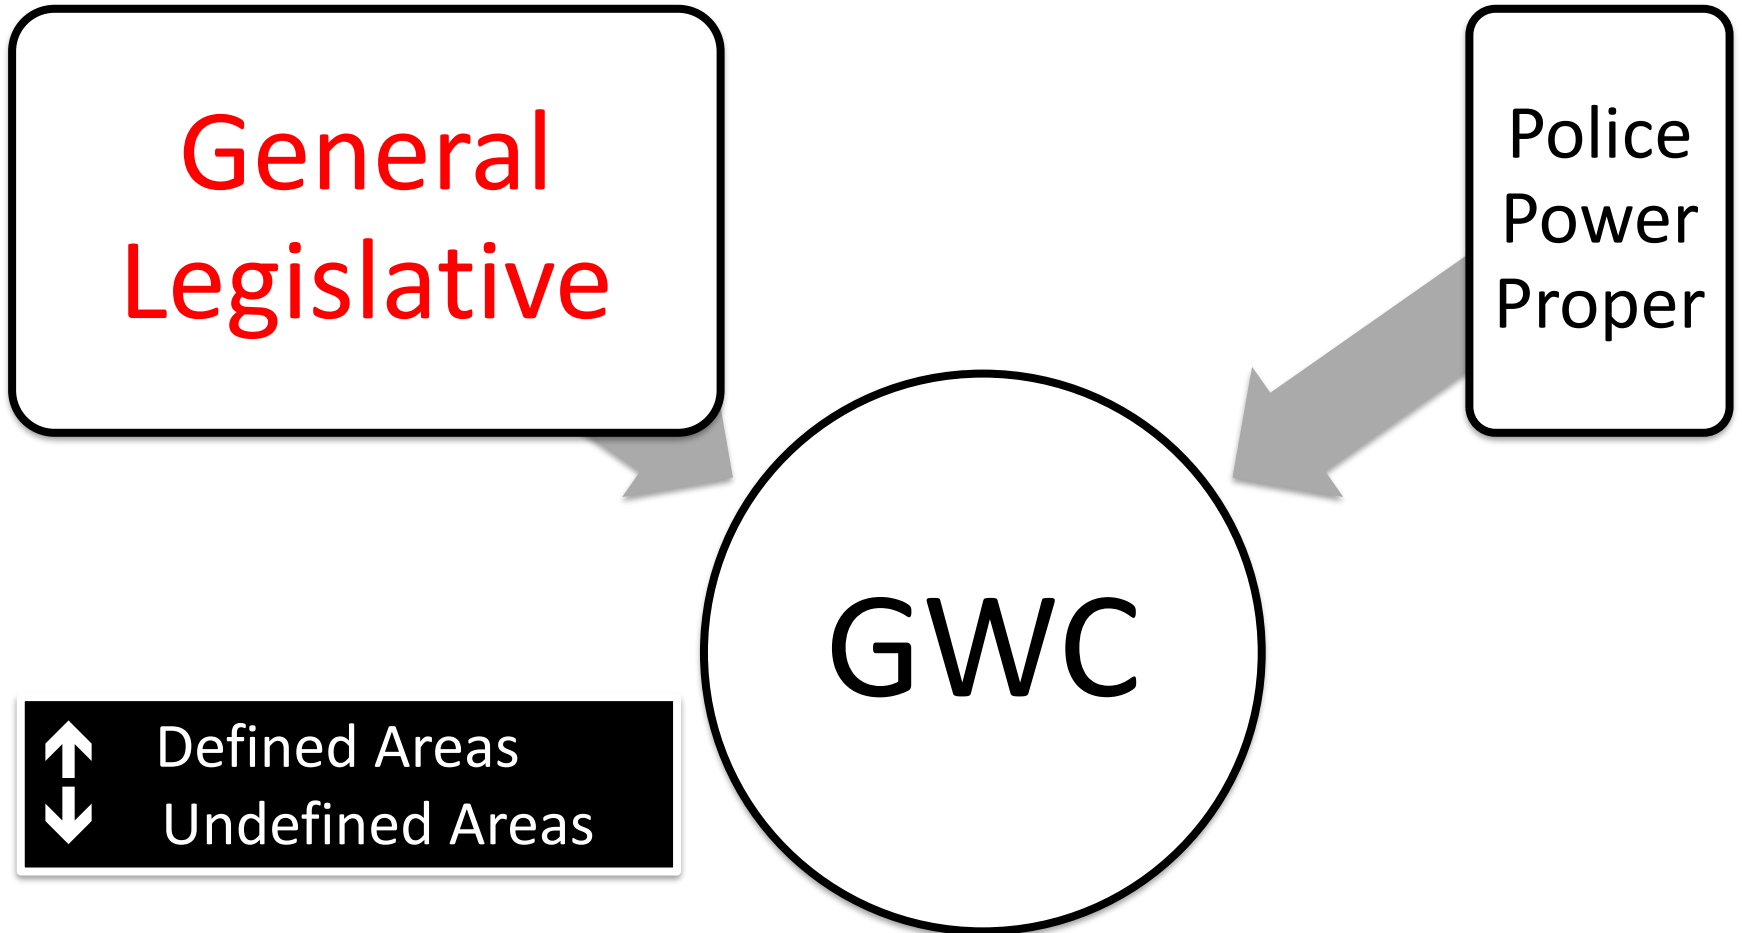 General
Legislative
Police
Power
Proper
GWC
↑ Defined Areas
↓ Undefined Areas